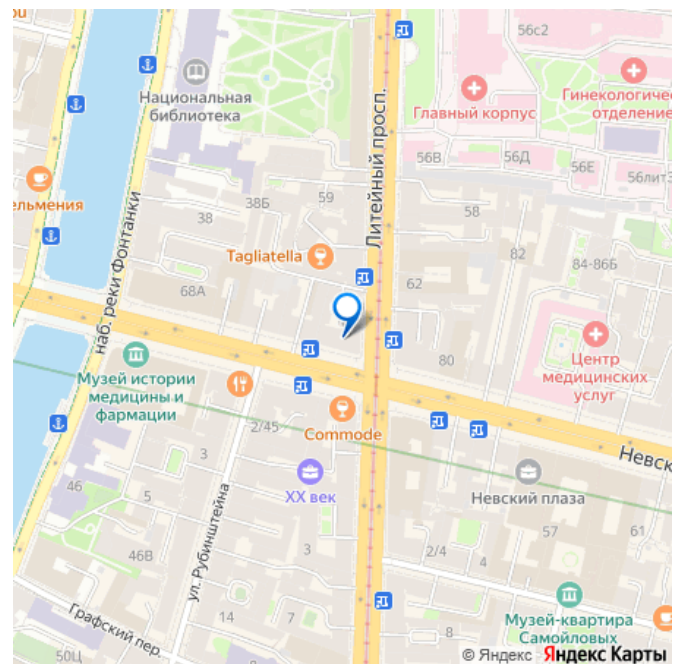 ou
56с2
Национальная
библиотека
Литейный просп.
Главный корпус
Гинекологичес
отделение
56В
56Д
56Е
56лит3
ельмения
наб. реки Фонтанки
59
38Б
38
58
Tagliatella
82
84-86Б
68А
62
Центр
медицинских
услуг
80
Музей истории
медицины и
фармации
2/45
Commode
Невск
3
XX век
Невский плаза
46
5
ул. Рубинштейна
57
61
46В
3
2/4
4
Графский пер.
14
7
8
Музей-квартира
Самойловых
50Ц
© Яндекс Яндекс Карты